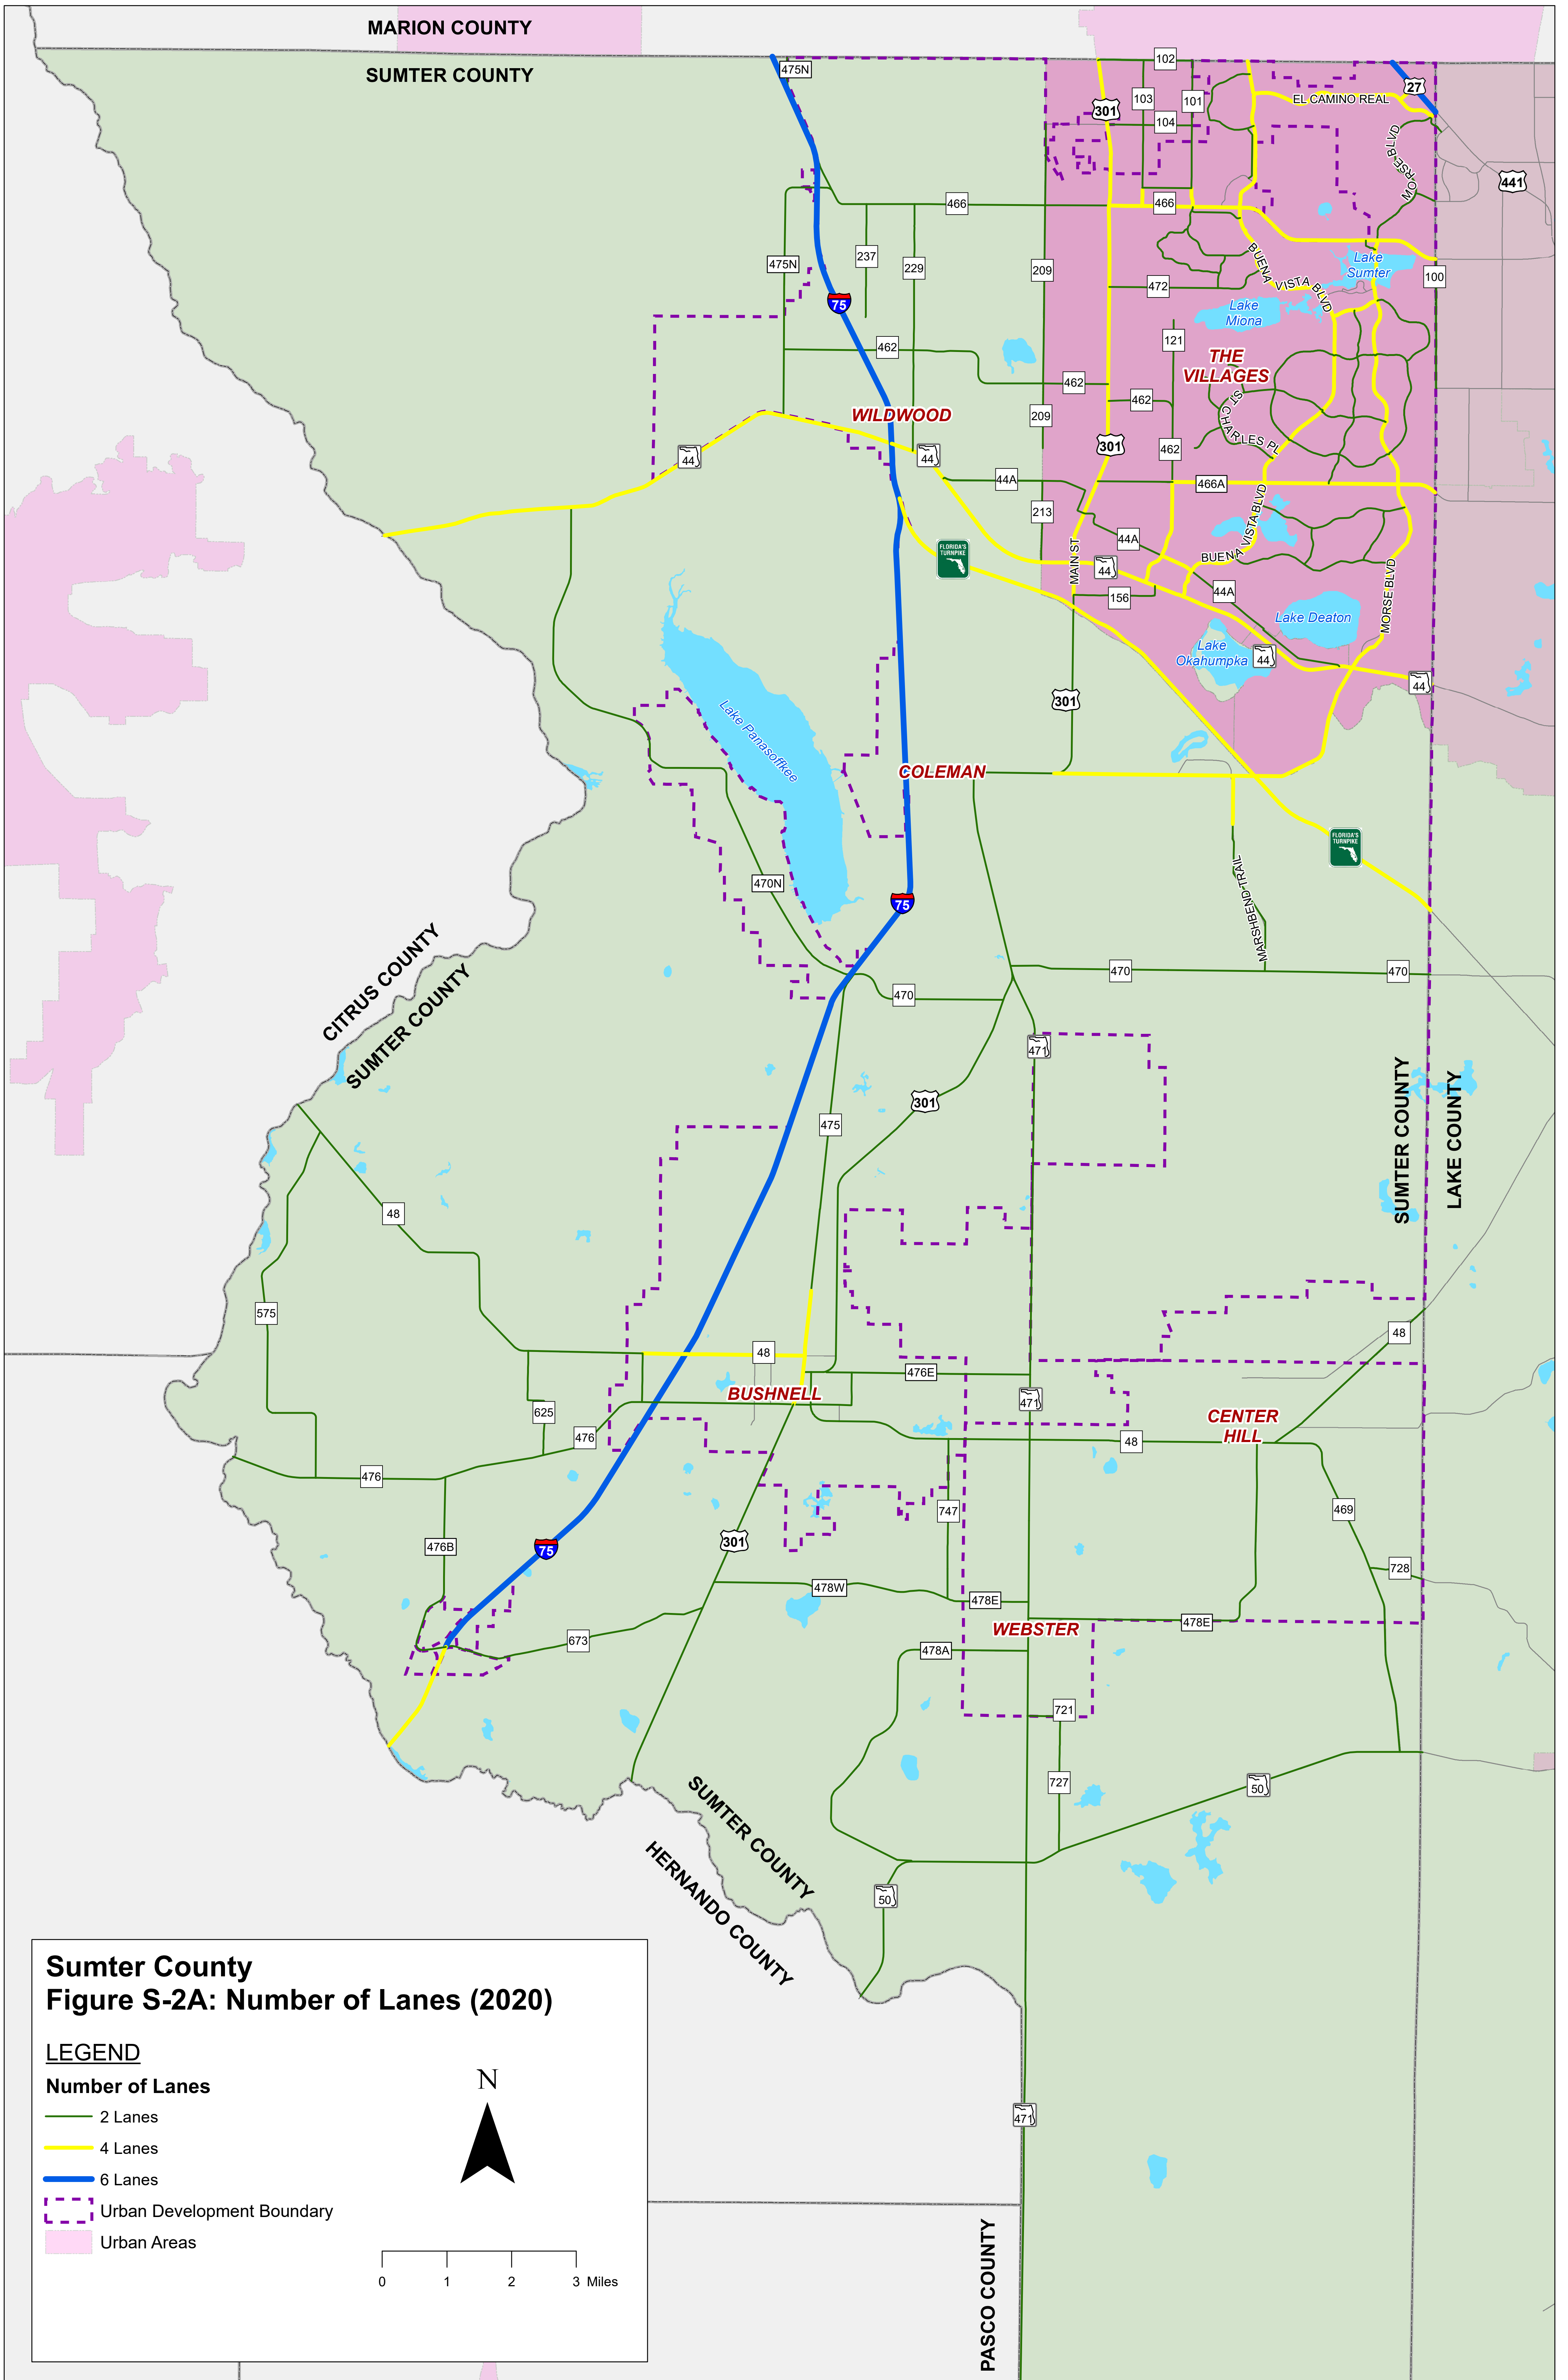 MARION COUNTY
SUMTER COUNTY
475N
102
27
EL CAMINO REAL
103
101
301
104
MORSE BLVD
441
466
466
475N
237
229
209
BUENA VISTA BLVD
Lake
Sumter
100
472
75
Lake
Miona
121
462
THE
VILLAGES
462
462
WILDWOOD
209
ST CHARLES PL
301
462
44
44
44A
466A
213
BUENA VISTA BLVD
44A
FLORIDA'S
TURNPIKE
MAIN ST
44
156
44A
MORSE BLVD
Lake Deaton
Lake
Okahumpka
44
44
301
Lake Panasoffkee
COLEMAN
FLORIDA'S
TURNPIKE
470N
75
MARSHBEND TRAIL
CITRUS COUNTY
SUMTER COUNTY
470
470
470
471
SUMTER COUNTY
LAKE COUNTY
301
475
48
575
48
48
476E
BUSHNELL
471
625
CENTER
HILL
476
48
476
747
469
476B
301
75
728
478W
478E
478E
WEBSTER
673
478A
721
727
50
SUMTER COUNTY
HERNANDO COUNTY
50
471
PASCO COUNTY
Sumter County
Figure S-2A: Number of Lanes (2020)
LEGEND
Number of Lanes
N
2 Lanes
4 Lanes
6 Lanes
Urban Development Boundary
Urban Areas
0 1 2 3 Miles